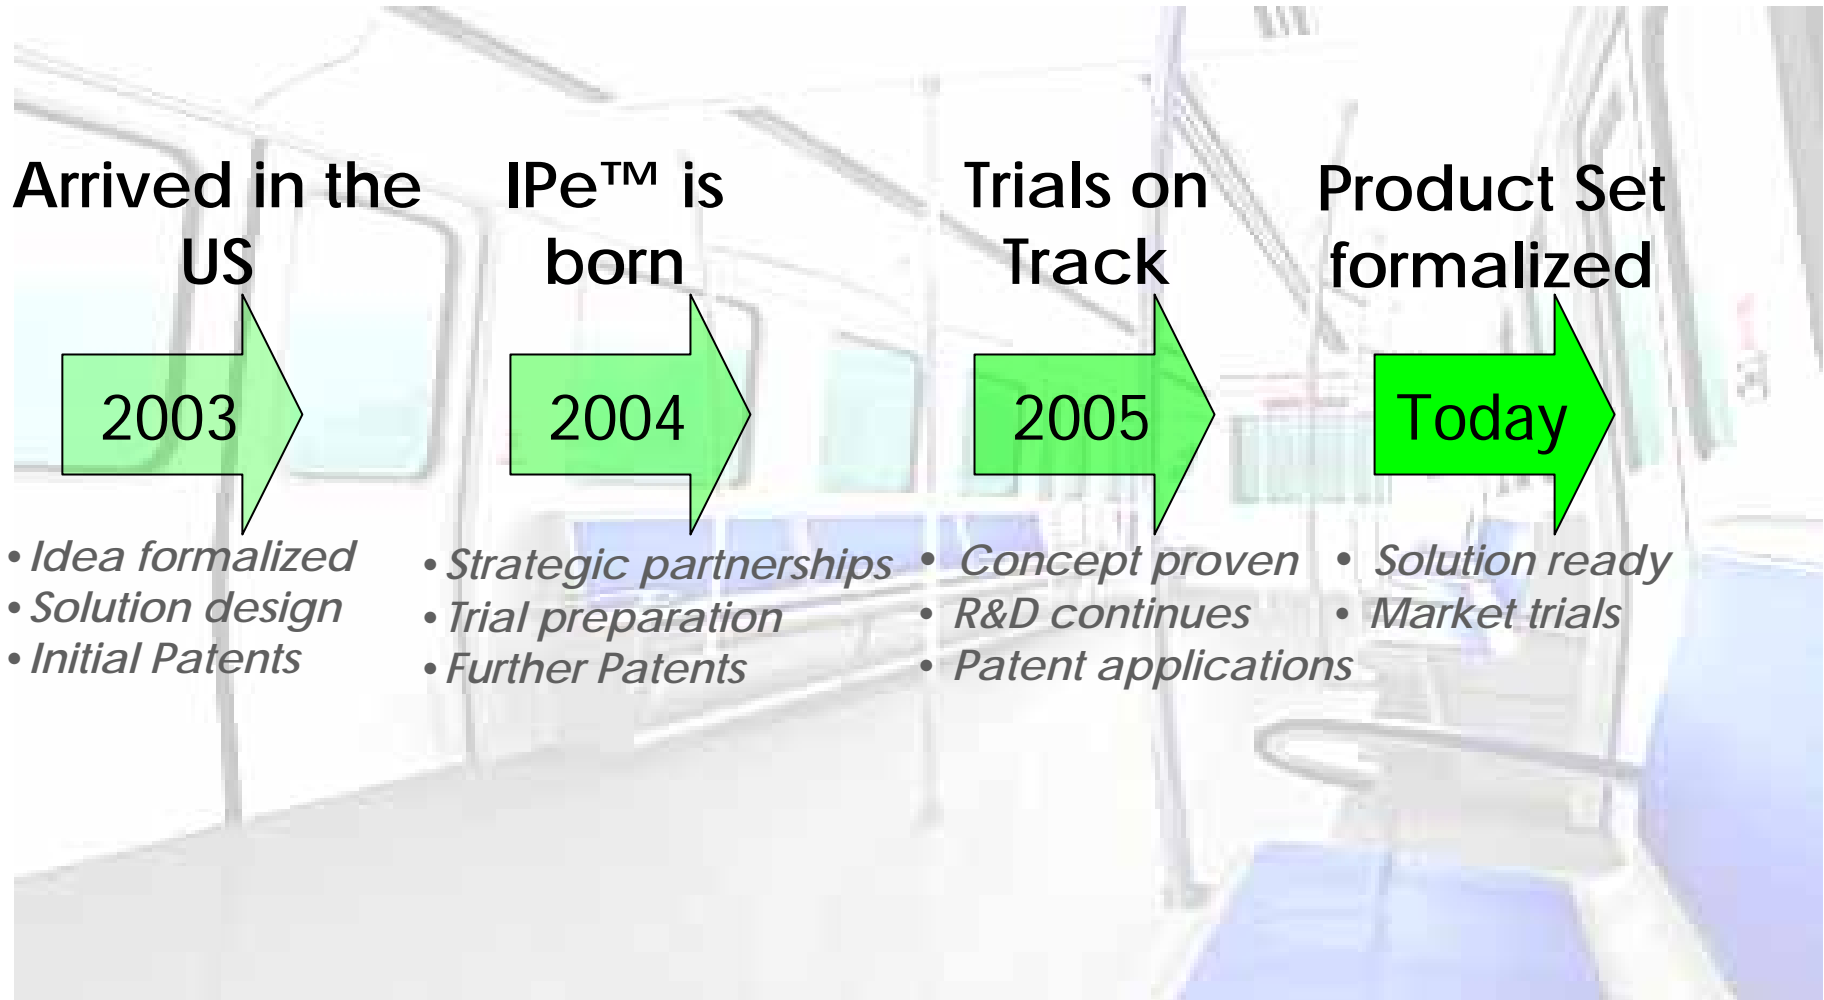 Arrived in the
US
2003
• Idea formalized
• Solution design
• Initial Patents
IPe™ is
born
2004
• Strategic partnerships
• Trial preparation
• Further Patents
Trials on
Track
2005
• Concept proven
• R&D continues
• Patent applications
Product Set
formalized
Today
• Solution ready
• Market trials